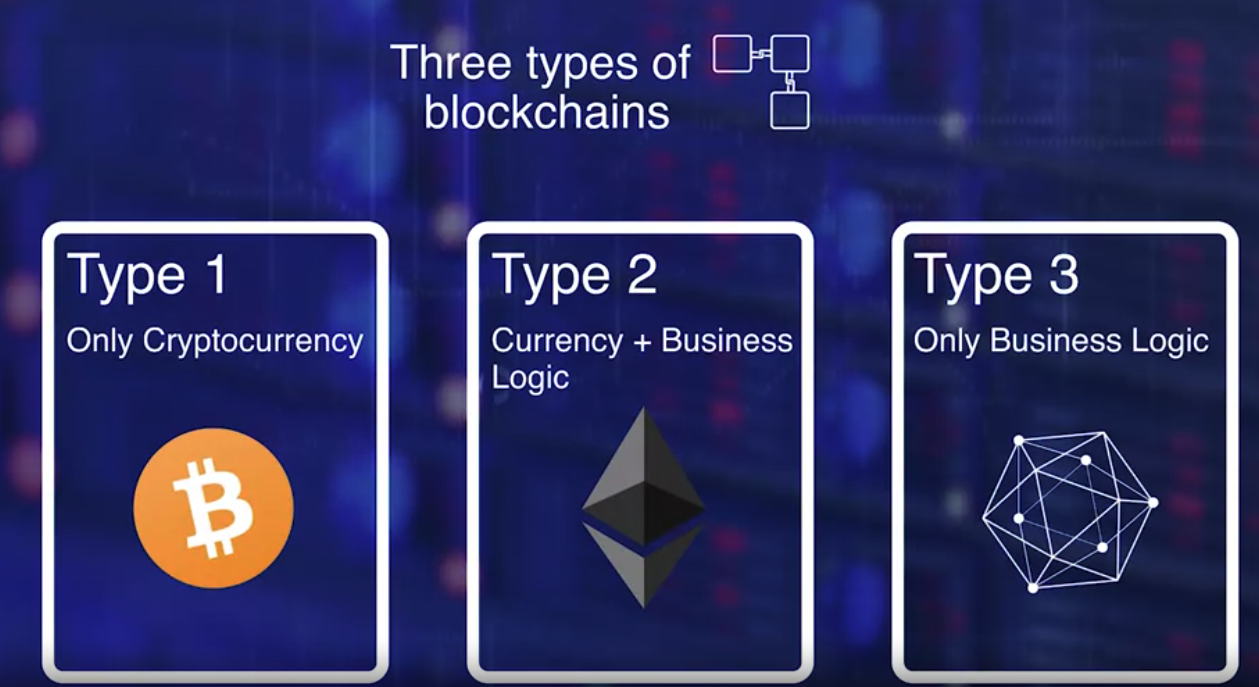 Three types of
blockchains
Type 1
Only Cryptocurrency
Type 2
Currency + Business
Logic
Type 3
Only Business Logic